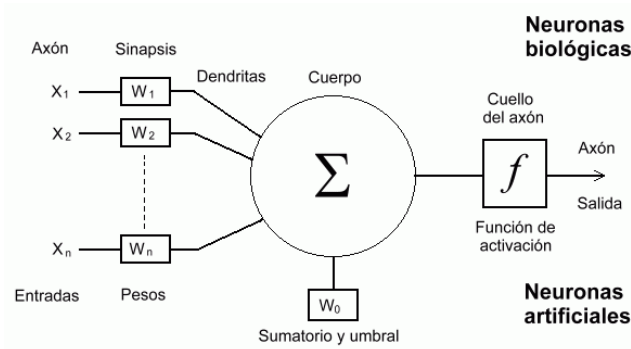 Neuronas
biológicas
Axón
Sinapsis
Dendritas
Cuerpo
Cuello
del axón
X1
W1
X2
W2
Σ
f
Axón
Salida
Función de
activación
Xn
Wn
W0
Entradas
Pesos
Sumatorio y umbral
Neuronas
artificiales